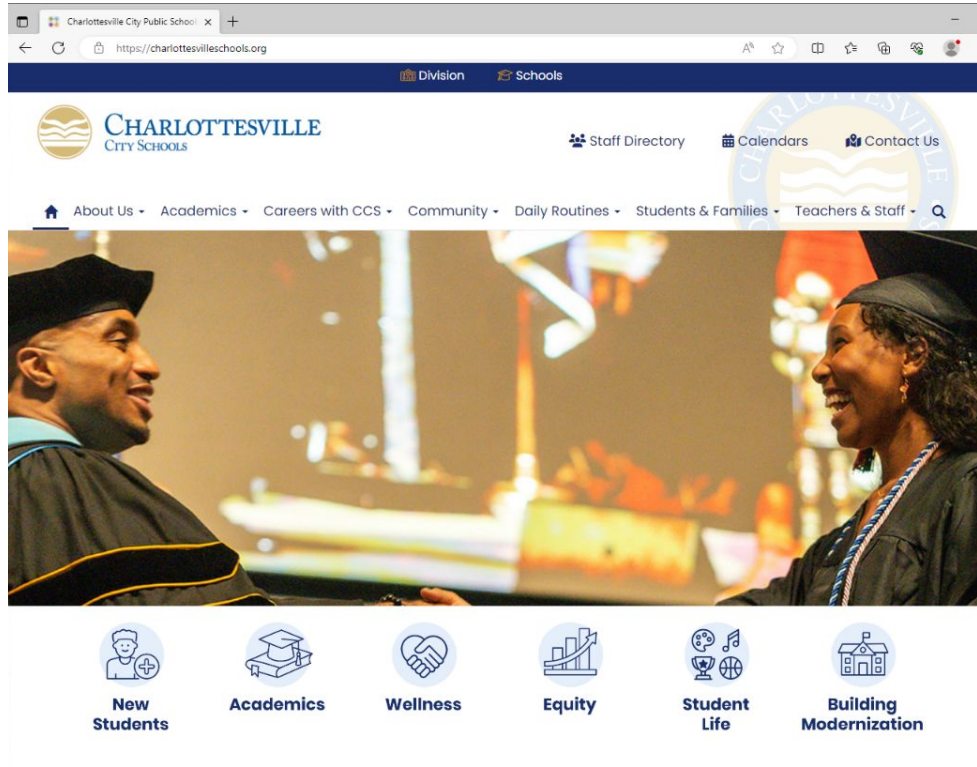 Charlottesville City Public School
https://charlottesvilleschools.org
Division Schools
CHARLOTTESVILLE
CITY SCHOOLS
Staff Directory Calendars Contact Us
About Us Academics Careers with CCS Community Daily Routines Students & Families Teachers & Staff
New Students
Academics
Wellness
Equity
Student Life
Building Modernization